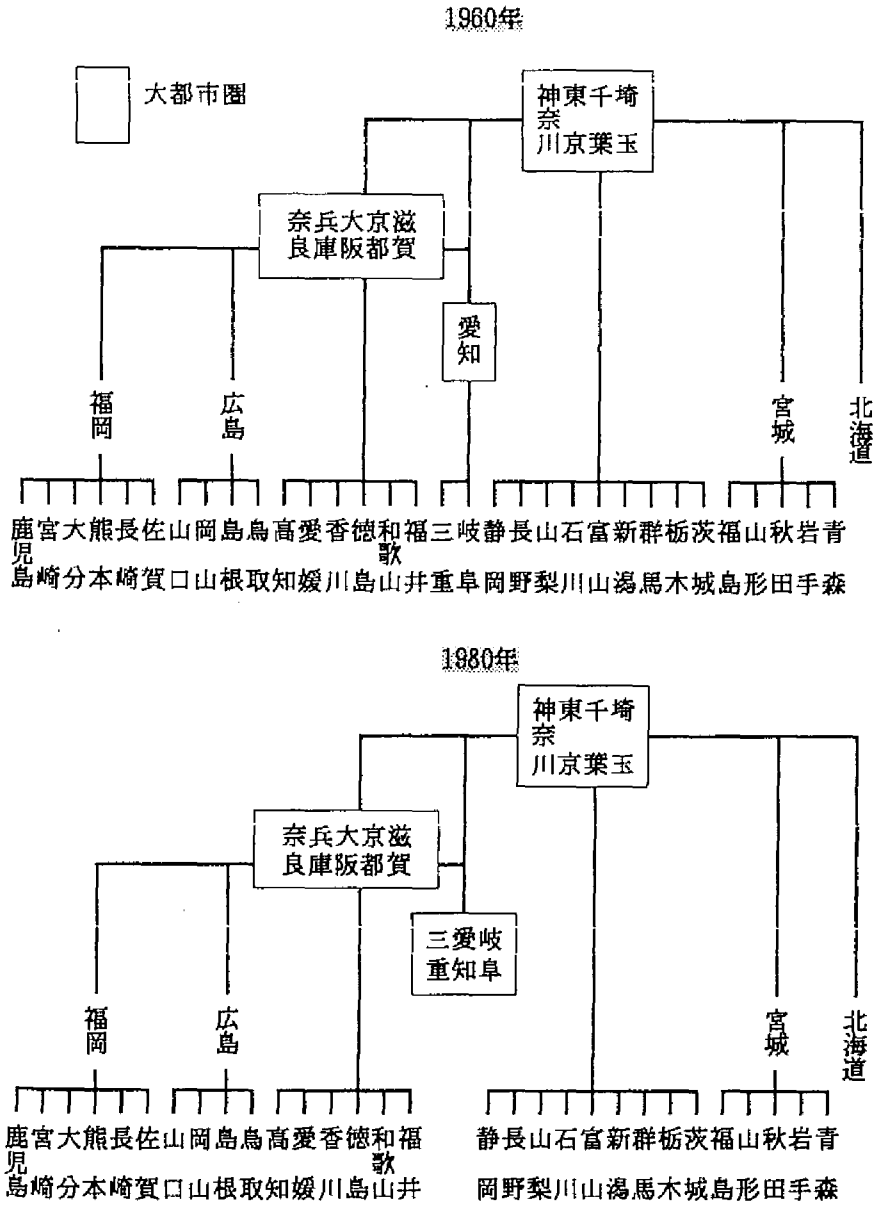 1960年
大都市圏
神奈川 東京 千葉 埼玉
奈良 兵庫 大阪 京都 滋賀
愛知
福岡
広島
宮城
北海道
鹿児島 宮崎 大分 熊本 長崎 佐賀 山口 岡山 島根 鳥取 高知 愛媛 香川 徳島 和歌山 福井 三重 岐阜 静岡 長野 山梨 石川 富山 新潟 群馬 栃木 茨城 福島 山形 秋田 岩手 青森
1980年
神奈川 東京 千葉 埼玉
奈良 兵庫 大阪 京都 滋賀
三重 愛知 岐阜
福岡
広島
宮城
北海道
鹿児島 宮崎 大分 熊本 長崎 佐賀 山口 岡山 島根 鳥取 高知 愛媛 香川 徳島 和歌山 福井 静岡 長野 山梨 石川 富山 新潟 群馬 栃木 茨城 福島 山形 秋田 岩手 青森